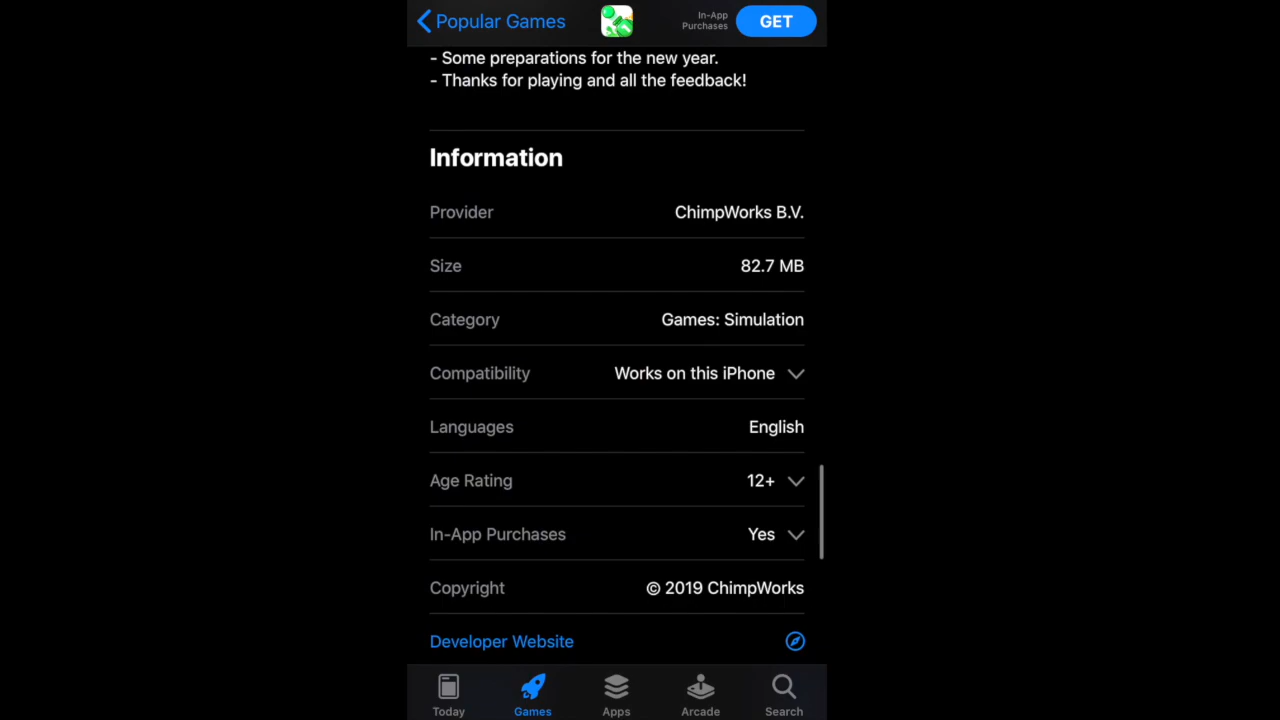 Popular Games
In-App
Purchases
GET
- Some preparations for the new year.
- Thanks for playing and all the feedback!
Information
Provider ChimpWorks B.V.
Size 82.7 MB
Category Games: Simulation
Compatibility Works on this iPhone
Languages English
Age Rating 12+
In-App Purchases Yes
Copyright © 2019 ChimpWorks
Developer Website
Today Games Apps Arcade Search